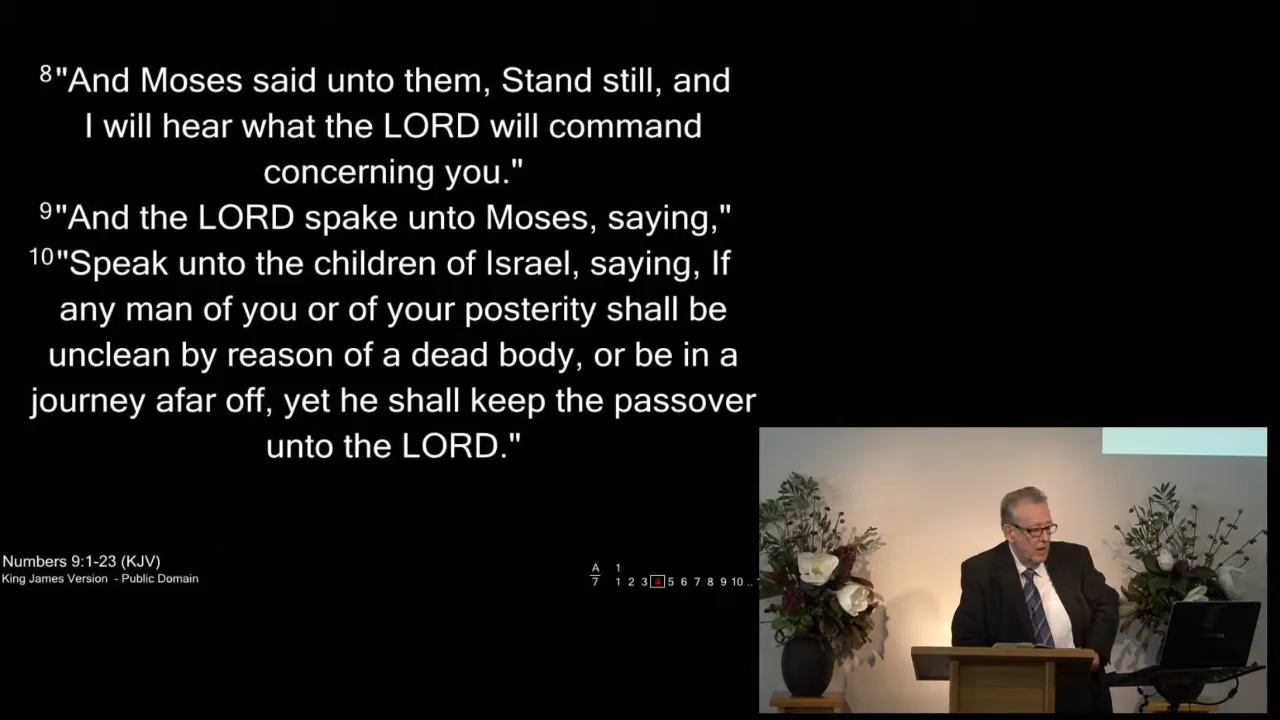 8"And Moses said unto them, Stand still, and
I will hear what the LORD will command
concerning you."
9"And the LORD spake unto Moses, saying,"
10"Speak unto the children of Israel, saying, If
any man of you or of your posterity shall be
unclean by reason of a dead body, or be in a
journey afar off, yet he shall keep the passover
unto the LORD."
Numbers 9:1-23 (KJV)
King James Version - Public Domain
A 1
7 1 2 3 4 5 6 7 8 9 10 ..